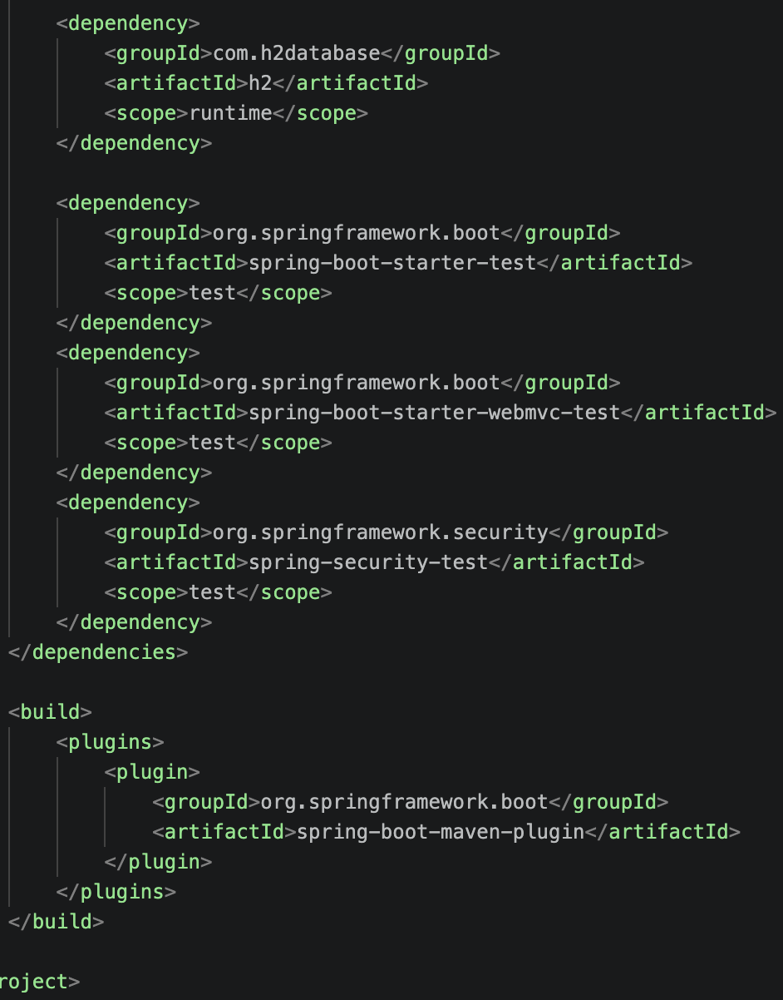 <dependency>
<groupId>com.h2database</groupId>
<artifactId>h2</artifactId>
<scope>runtime</scope>
</dependency>
<dependency>
<groupId>org.springframework.boot</groupId>
<artifactId>spring-boot-starter-test</artifactId>
<scope>test</scope>
</dependency>
<dependency>
<groupId>org.springframework.boot</groupId>
<artifactId>spring-boot-starter-webmvc-test</artifactId>
<scope>test</scope>
</dependency>
<dependency>
<groupId>org.springframework.security</groupId>
<artifactId>spring-security-test</artifactId>
<scope>test</scope>
</dependency>
</dependencies>
<build>
<plugins>
<plugin>
<groupId>org.springframework.boot</groupId>
<artifactId>spring-boot-maven-plugin</artifactId>
</plugin>
</plugins>
</build>
roject>